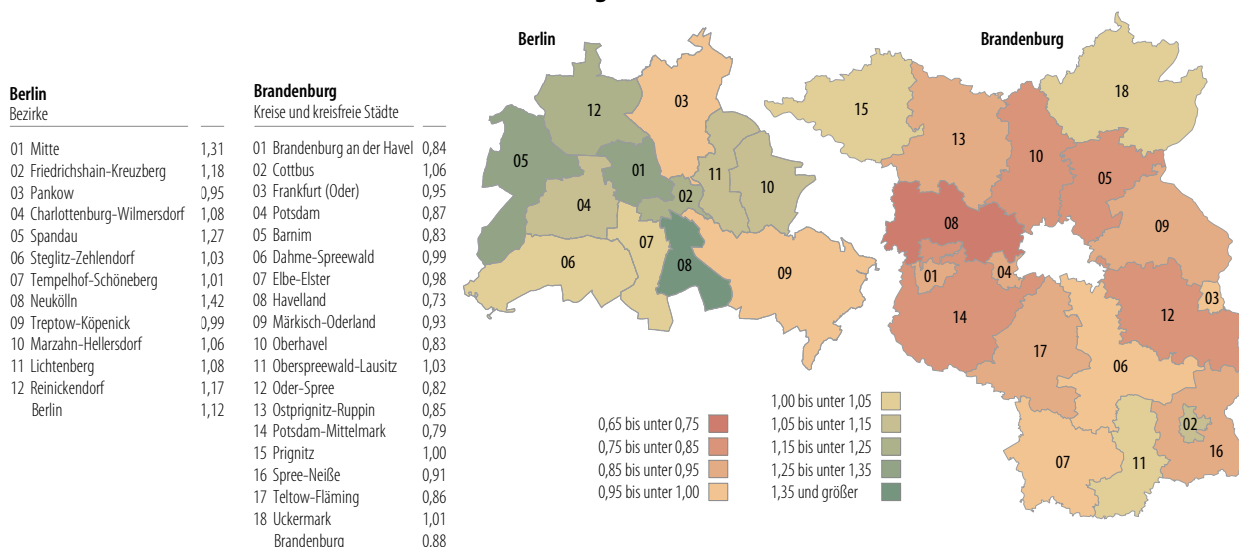 Berlin
Bezirke
01 Mitte 1,31
02 Friedrichshain-Kreuzberg 1,18
03 Pankow 0,95
04 Charlottenburg-Wilmersdorf 1,08
05 Spandau 1,27
06 Steglitz-Zehlendorf 1,03
07 Tempelhof-Schöneberg 1,01
08 Neukölln 1,42
09 Treptow-Köpenick 0,99
10 Marzahn-Hellersdorf 1,06
11 Lichtenberg 1,08
12 Reinickendorf 1,17
Berlin 1,12
Brandenburg
Kreise und kreisfreie Städte
01 Brandenburg an der Havel 0,84
02 Cottbus 1,06
03 Frankfurt (Oder) 0,95
04 Potsdam 0,87
05 Barnim 0,83
06 Dahme-Spreewald 0,99
07 Elbe-Elster 0,98
08 Havelland 0,73
09 Märkisch-Oderland 0,93
10 Oberhavel 0,83
11 Oberspreewald-Lausitz 1,03
12 Oder-Spree 0,82
13 Ostprignitz-Ruppin 0,85
14 Potsdam-Mittelmark 0,79
15 Prignitz 1,00
16 Spree-Neiße 0,91
17 Teltow-Fläming 0,86
18 Uckermark 1,01
Brandenburg 0,88
Berlin
12
03
05
01
11
10
04
02
07
06
08
09
Brandenburg
18
15
13
10
05
08
09
01
04
03
14
12
17
06
02
16
07
11
0,65 bis unter 0,75
0,75 bis unter 0,85
0,85 bis unter 0,95
0,95 bis unter 1,00
1,00 bis unter 1,05
1,05 bis unter 1,15
1,15 bis unter 1,25
1,25 bis unter 1,35
1,35 und größer